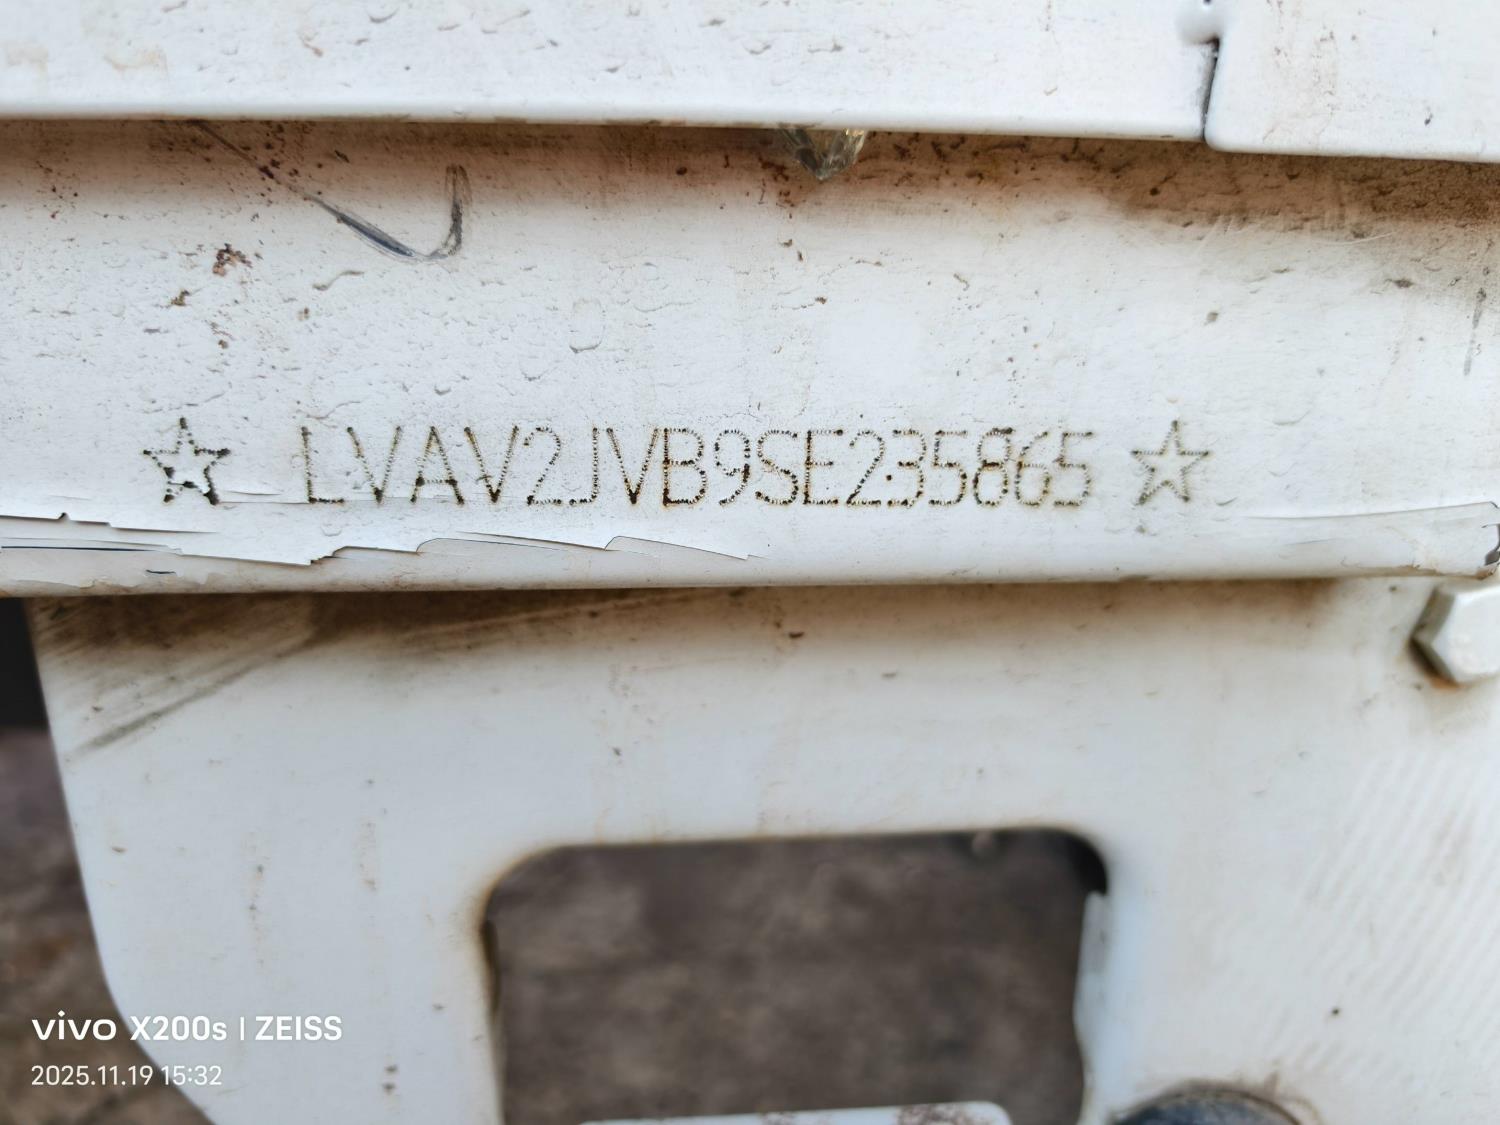 ☆ LVAV2JVB9SE235865 ☆
vivo X200s | ZEISS
2025.11.19 15:32